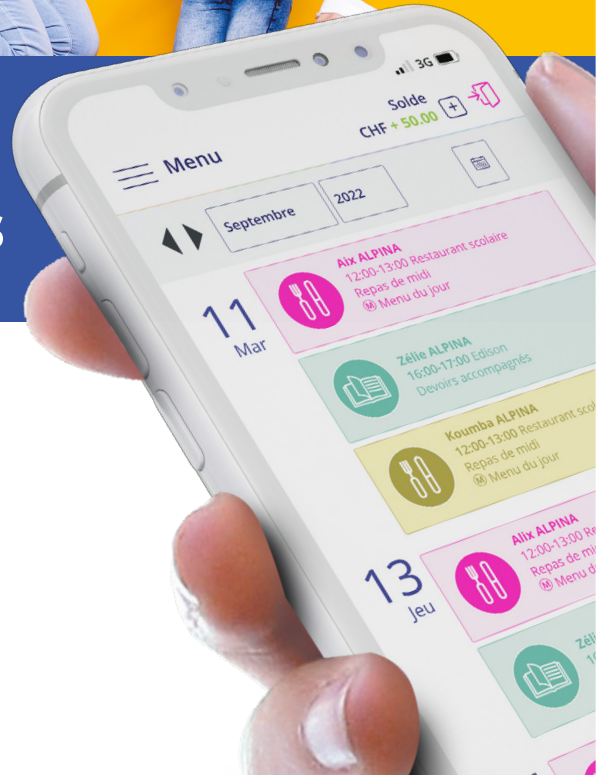 S
3G
Solde
CHF + 50.00
Menu
Septembre
2022
11
Mar
Aix ALPINA
12:00-13:00 Restaurant scolaire
Repas de midi
M Menu du jour
Zélie ALPINA
16:00-17:00 Edison
Devoirs accompagnés
Koumba ALPINA
12:00-13:00 Restaurant scol
Repas de midi
M Menu du jour
13
Jeu
Alix ALPINA
12:00-13:00 Re
Repas de mi
M Menu d
Zéli